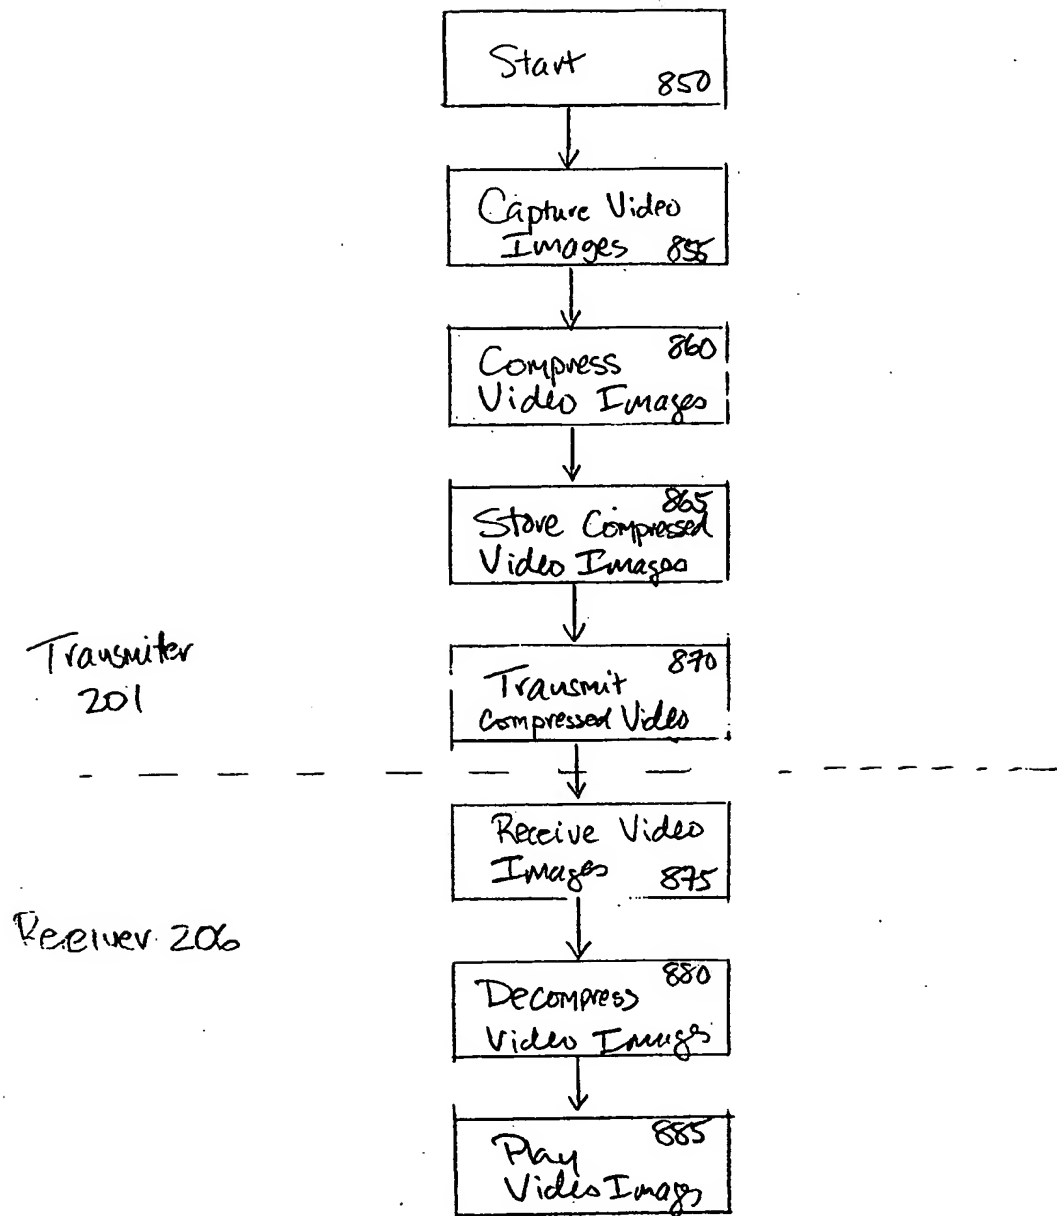 Start
850
Capture Video
Images 855
860
Compress
Video Images
865
Store Compressed
Video Images
Transmiter
201
870
Transmit
Compressed Video
Receive Video
Images 875
Receiver 206
880
Decompress
Video Images
885
Play
Video Images